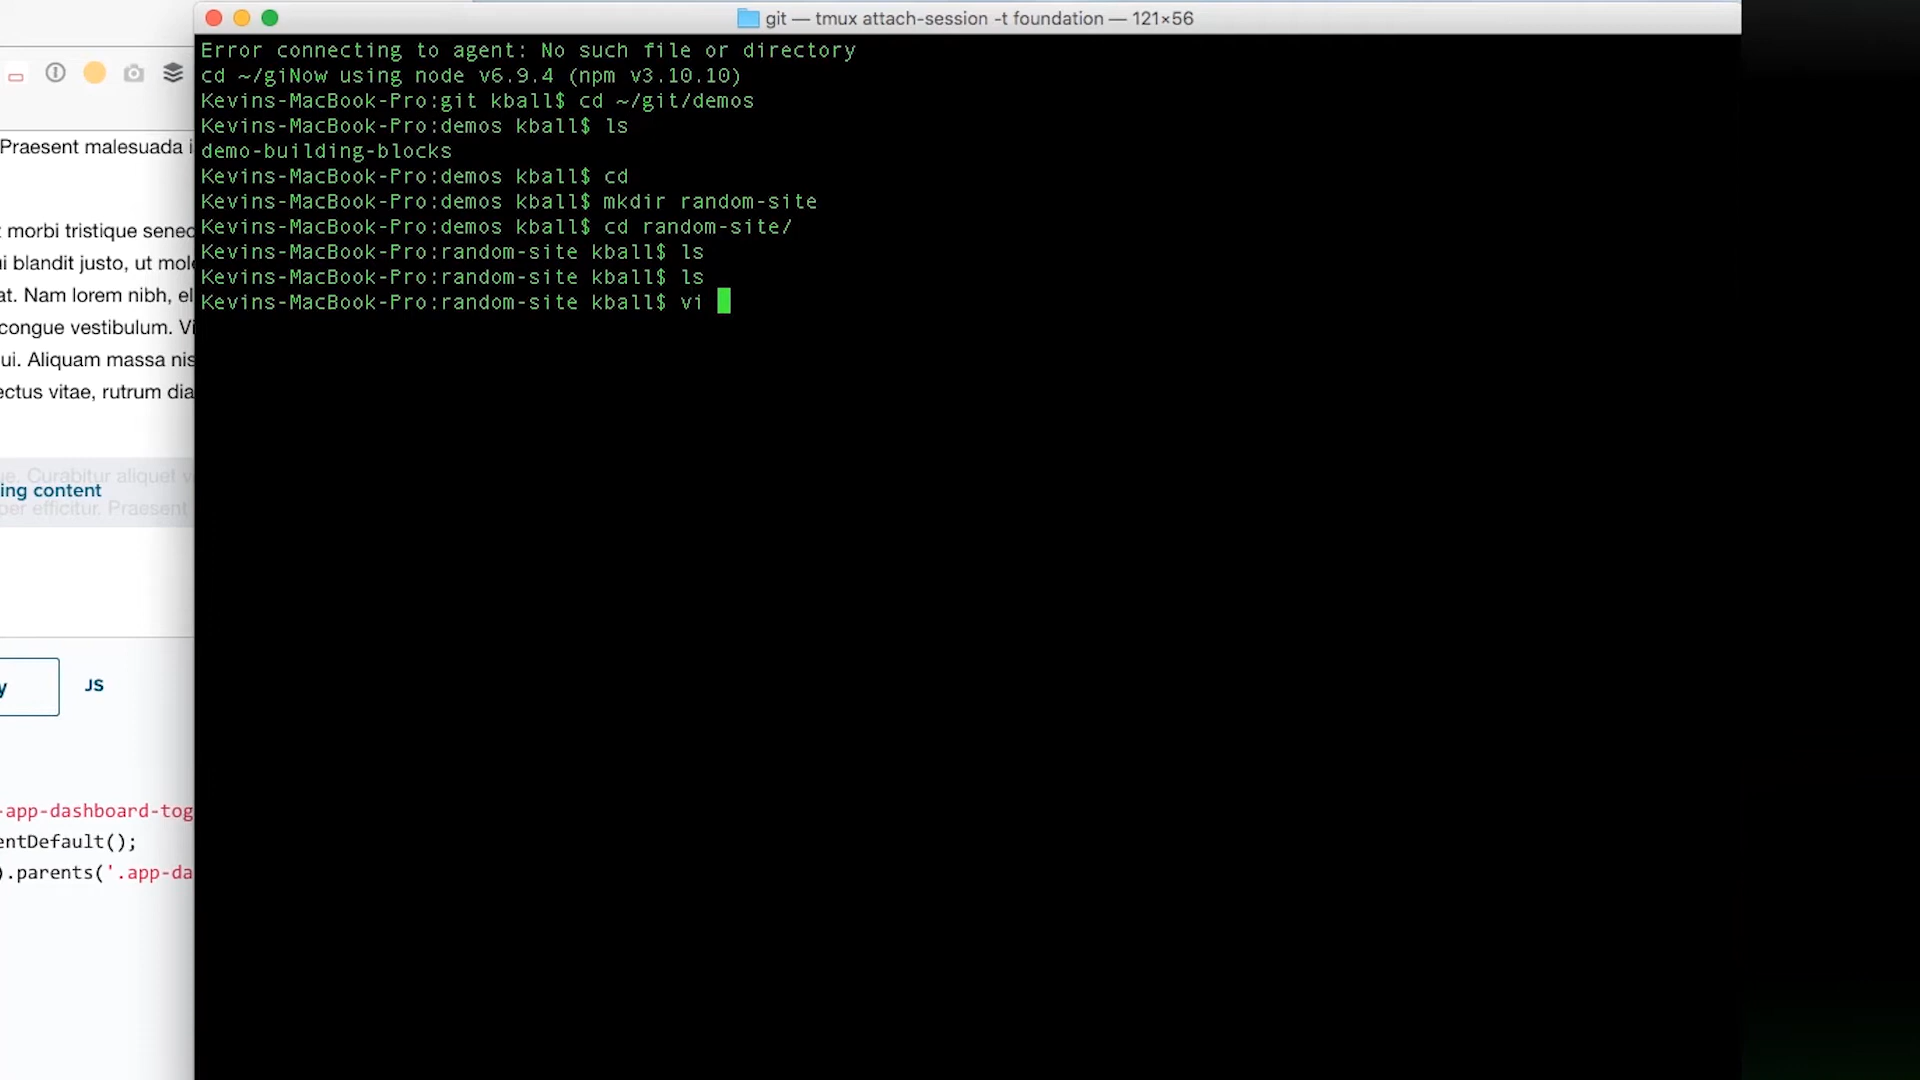 git — tmux attach-session -t foundation — 121×56
Error connecting to agent: No such file or directory
cd ~/giNow using node v6.9.4 (npm v3.10.10)
Kevins-MacBook-Pro:git kball$ cd ~/git/demos
Kevins-MacBook-Pro:demos kball$ ls
demo-building-blocks
Kevins-MacBook-Pro:demos kball$ cd
Kevins-MacBook-Pro:demos kball$ mkdir random-site
Kevins-MacBook-Pro:demos kball$ cd random-site/
Kevins-MacBook-Pro:random-site kball$ ls
Kevins-MacBook-Pro:random-site kball$ ls
Kevins-MacBook-Pro:random-site kball$ vi
Praesent malesuada i
t morbi tristique senec
ui blandit justo, ut mole
at. Nam lorem nibh, el
congue vestibulum. Vi
ui. Aliquam massa nis
ectus vitae, rutrum dia
ue. Curabitur aliquet v
ing content
per efficitur. Praesent
y
JS
-app-dashboard-tog
entDefault();
).parents('.app-da